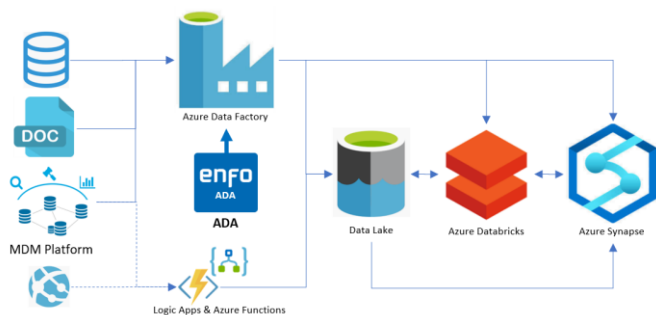 DOC
Azure Data Factory
enfo
ADA
ADA
MDM Platform
Data Lake
Azure Databricks
Azure Synapse
Logic Apps & Azure Functions